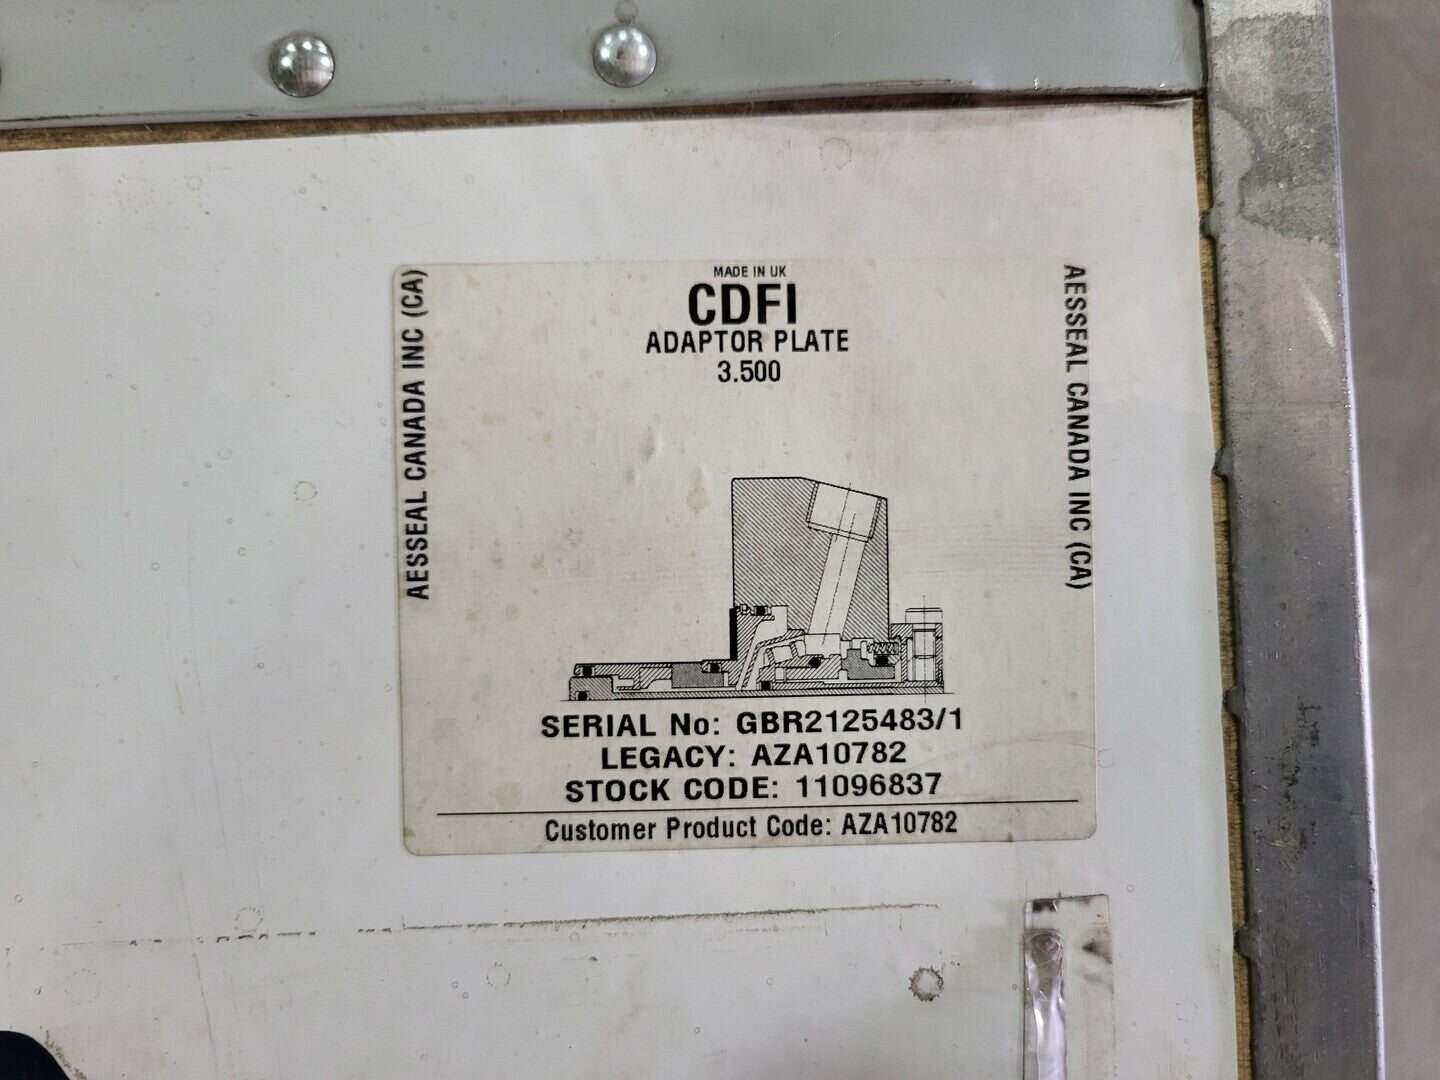 MADE IN UK
CDFI
ADAPTOR PLATE
3.500
AESSEAL CANADA INC (CA)
AESSEAL CANADA INC (CA)
SERIAL No: GBR2125483/1
LEGACY: AZA10782
STOCK CODE: 11096837
Customer Product Code: AZA10782